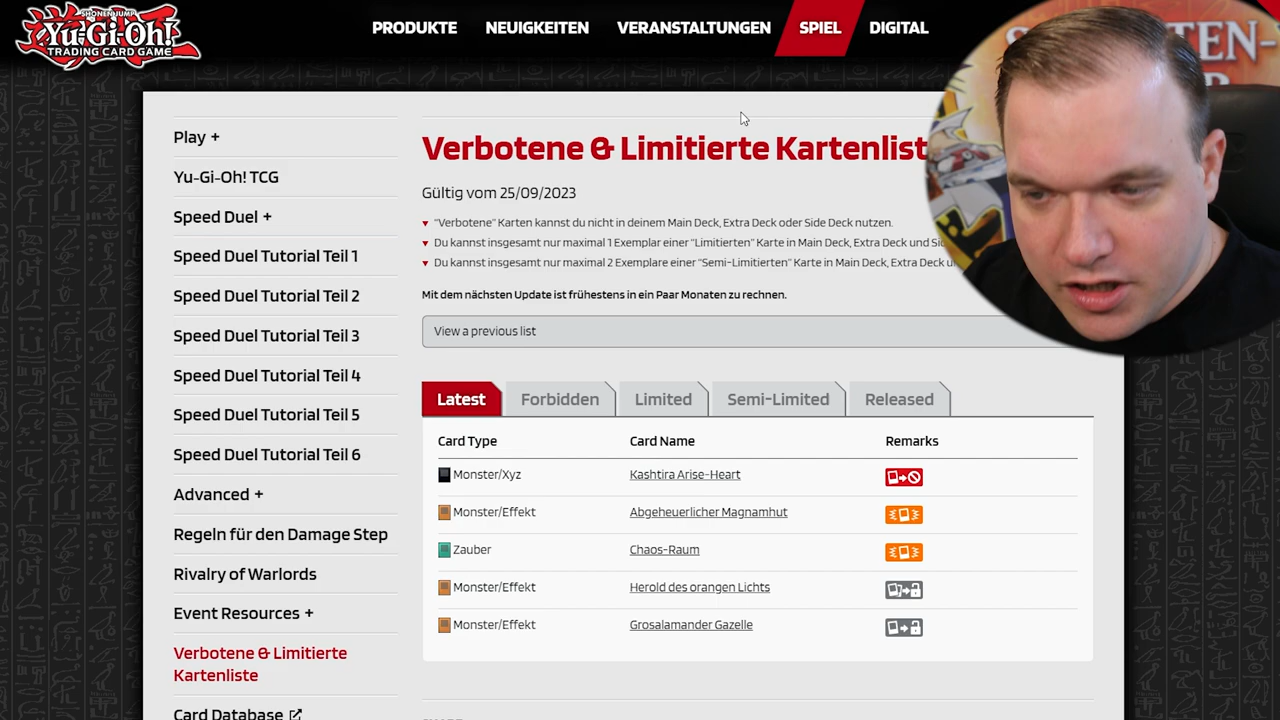 SHONEN JUMP
Yu-Gi-Oh!
TRADING CARD GAME
PRODUKTE
NEUIGKEITEN
VERANSTALTUNGEN
SPIEL
DIGITAL
Play +
Yu-Gi-Oh! TCG
Speed Duel +
Speed Duel Tutorial Teil 1
Speed Duel Tutorial Teil 2
Speed Duel Tutorial Teil 3
Speed Duel Tutorial Teil 4
Speed Duel Tutorial Teil 5
Speed Duel Tutorial Teil 6
Advanced +
Regeln für den Damage Step
Rivalry of Warlords
Event Resources +
Verbotene & Limitierte
Kartenliste
Card Database
Verbotene & Limitierte Kartenlist
Gültig vom 25/09/2023
"Verbotene" Karten kannst du nicht in deinem Main Deck, Extra Deck oder Side Deck nutzen.
Du kannst insgesamt nur maximal 1 Exemplar einer "Limitierten" Karte in Main Deck, Extra Deck und
Du kannst insgesamt nur maximal 2 Exemplare einer "Semi-Limitierten" Karte in Main Deck, Extra Deck
Mit dem nächsten Update ist frühestens in ein Paar Monaten zu rechnen.
View a previous list
Latest
Forbidden
Limited
Semi-Limited
Released
Card Type Card Name Remarks
Monster/Xyz Kashtira Arise-Heart
Monster/Effekt Abgeheuerlicher Magnamhut
Zauber Chaos-Raum
Monster/Effekt Herold des orangen Lichts
Monster/Effekt Grosalamander Gazelle